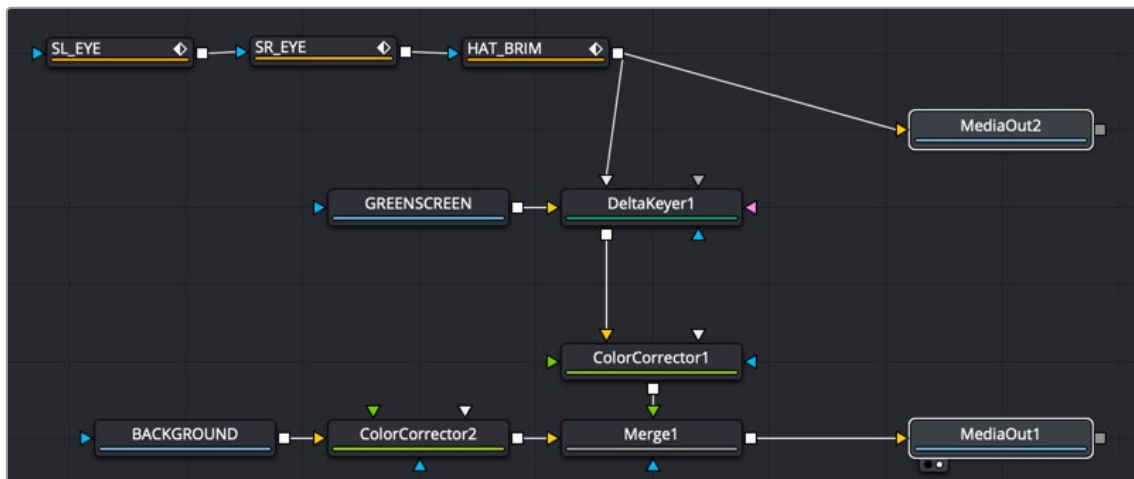 SL_EYE
SR_EYE
HAT_BRIM
MediaOut2
GREENSCREEN
DeltaKeyer1
ColorCorrector1
BACKGROUND
ColorCorrector2
Merge1
MediaOut1